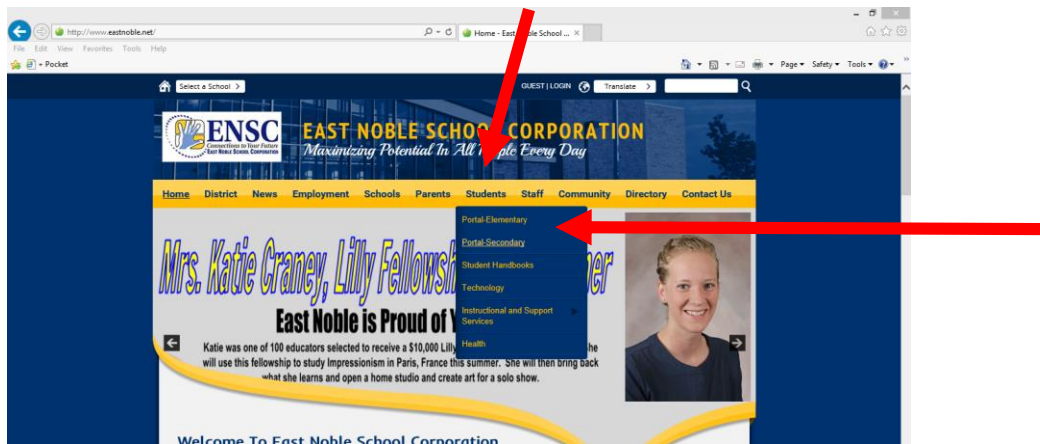 http://www.eastnoble.net/
Home - East
ble School ...
File Edit View Favorites Tools Help
Pocket
Page Safety Tools
Select a School >
GUEST | LOGIN
Translate >
ENSC
Connections to Your Future
East Noble School Corporation
EAST NOBLE SCHOOL CORPORATION
Maximizing Potential In All People Every Day
Home District News Employment Schools Parents Students Staff Community Directory Contact Us
Portal-Elementary
Portal-Secondary
Student Handbooks
Technology
Instructional and Support
Services
Health
Mrs. Katie Craney, Lilly Fellowsh
er
East Noble is Proud of Y
Katie was one of 100 educators selected to receive a $10,000 Lilly
he
will use this fellowship to study Impressionism in Paris, France this summer. She will then bring back
what she learns and open a home studio and create art for a solo show.
Welcome To East Noble School Corporation